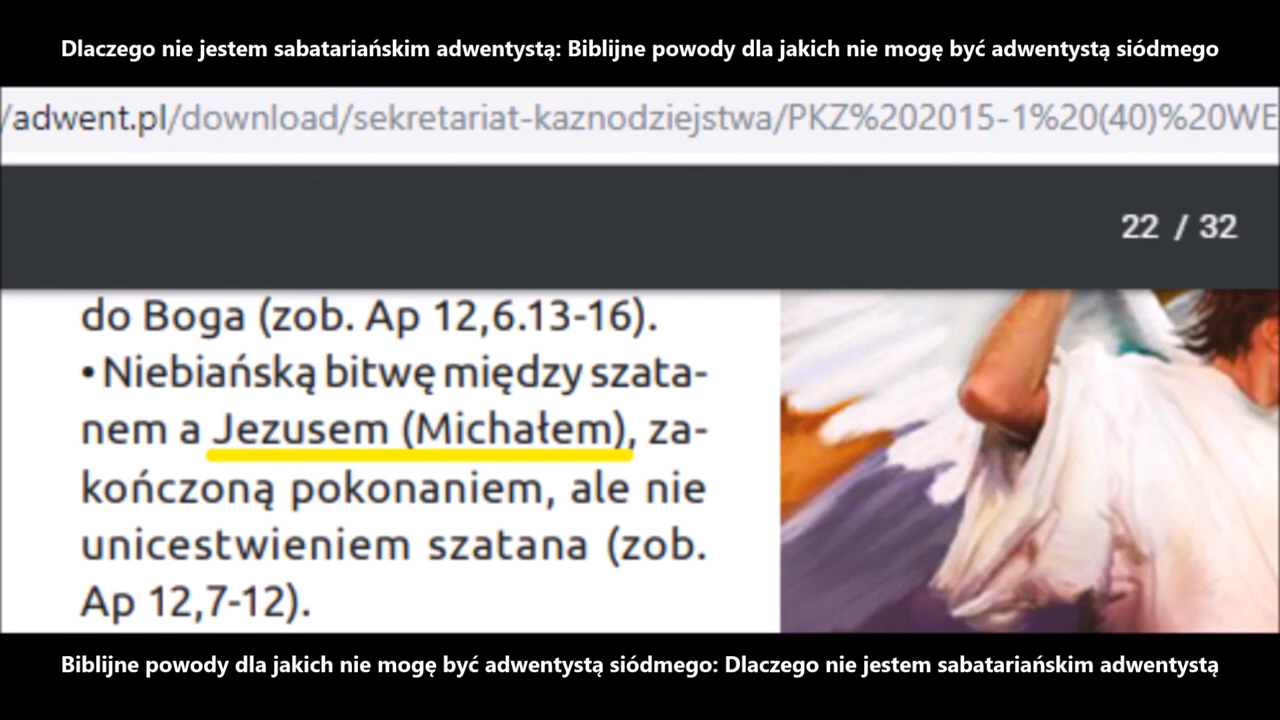 Dlaczego nie jestem sabatariańskim adwentystą: Biblijne powody dla jakich nie mogę być adwentystą siódmego
/adwent.pl/download/sekretariat-kaznodziejstwa/PKZ%202015-1%20(40)%20WE
22 / 32
do Boga (zob. Ap 12,6.13-16).
• Niebiańską bitwę między szata-
nem a Jezusem (Michałem), za-
kończoną pokonaniem, ale nie
unicestwieniem szatana (zob.
Ap 12,7-12).
Biblijne powody dla jakich nie mogę być adwentystą siódmego: Dlaczego nie jestem sabatariańskim adwentystą